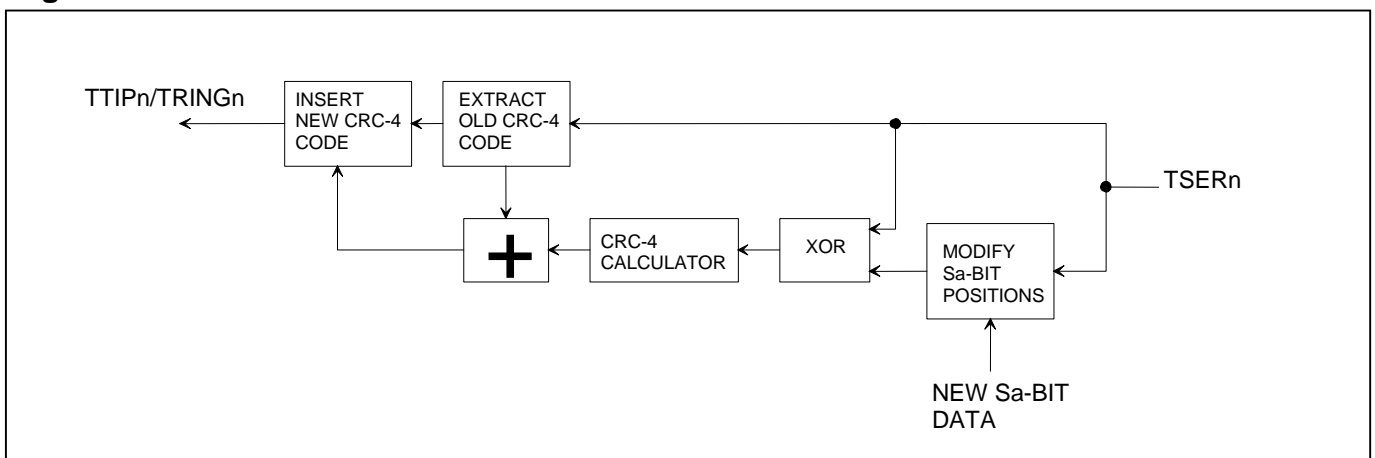 TTIPn/TRINGn
INSERT
NEW CRC-4
CODE
EXTRACT
OLD CRC-4
CODE
TSERn
+
CRC-4
CALCULATOR
XOR
MODIFY
Sa-BIT
POSITIONS
NEW Sa-BIT
DATA